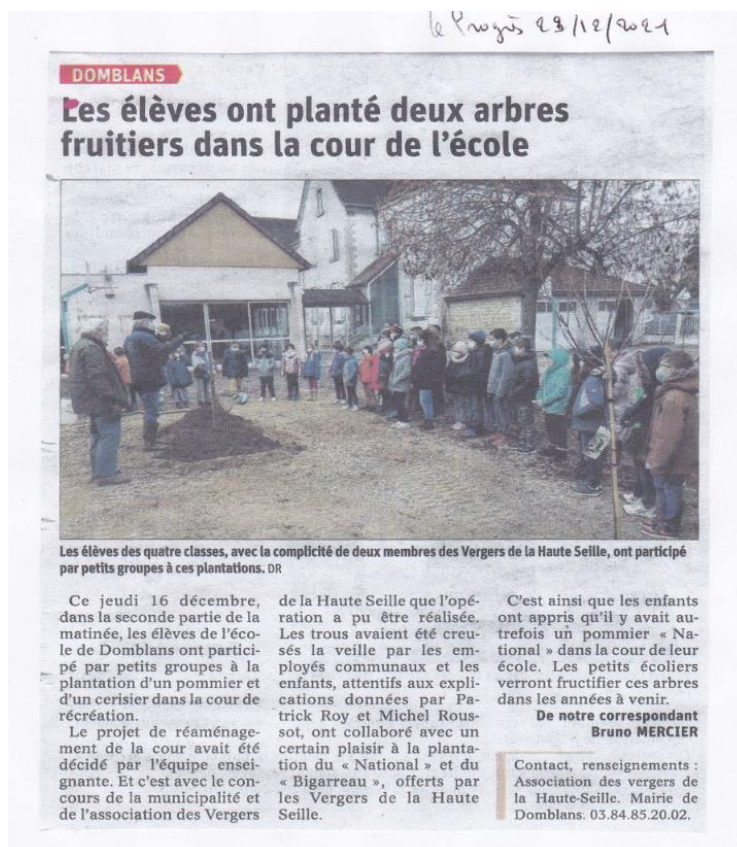 le Progrès 23/12/2021
DOMBLANS
Les élèves ont planté deux arbres
fruitiers dans la cour de l'école
Les élèves des quatre classes, avec la complicité de deux membres des Vergers de la Haute Seille, ont participé
par petits groupes à ces plantations. DR
Ce jeudi 16 décembre,
dans la seconde partie de la
matinée, les élèves de l'éco-
le de Domblans ont partici-
pé par petits groupes à la
plantation d'un pommier et
d'un cerisier dans la cour de
récréation.
Le projet de réaménage-
ment de la cour avait été
décidé par l'équipe ensei-
gnante. Et c'est avec le con-
cours de la municipalité et
de l'association des Vergers
de la Haute Seille que l'opé-
ration a pu être réalisée.
Les trous avaient été creu-
sés la veille par les em-
ployés communaux et les
enfants, attentifs aux expli-
cations données par Pa-
trick Roy et Michel Rous-
sot, ont collaboré avec un
certain plaisir à la planta-
tion du « National » et du
« Bigarreau », offerts par
les Vergers de la Haute
Seille.
C'est ainsi que les enfants
ont appris qu'il y avait au-
trefois un pommier « Na-
tional » dans la cour de leur
école. Les petits écoliers
verront fructifier ces arbres
dans les années à venir.
De notre correspondant
Bruno MERCIER
Contact, renseignements :
Association des vergers de
la Haute-Seille. Mairie de
Domblans. 03.84.85.20.02.